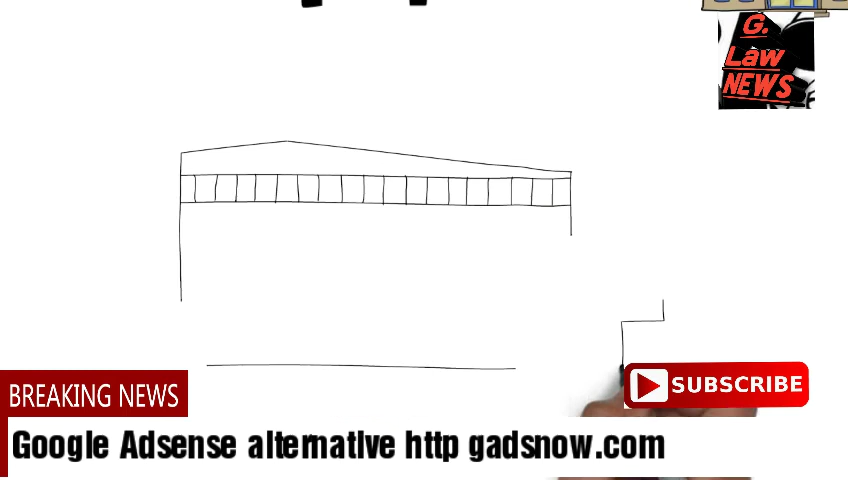 G.
Law
NEWS
SUBSCRIBE
BREAKING NEWS
Google Adsense alternative http gadsnow.com